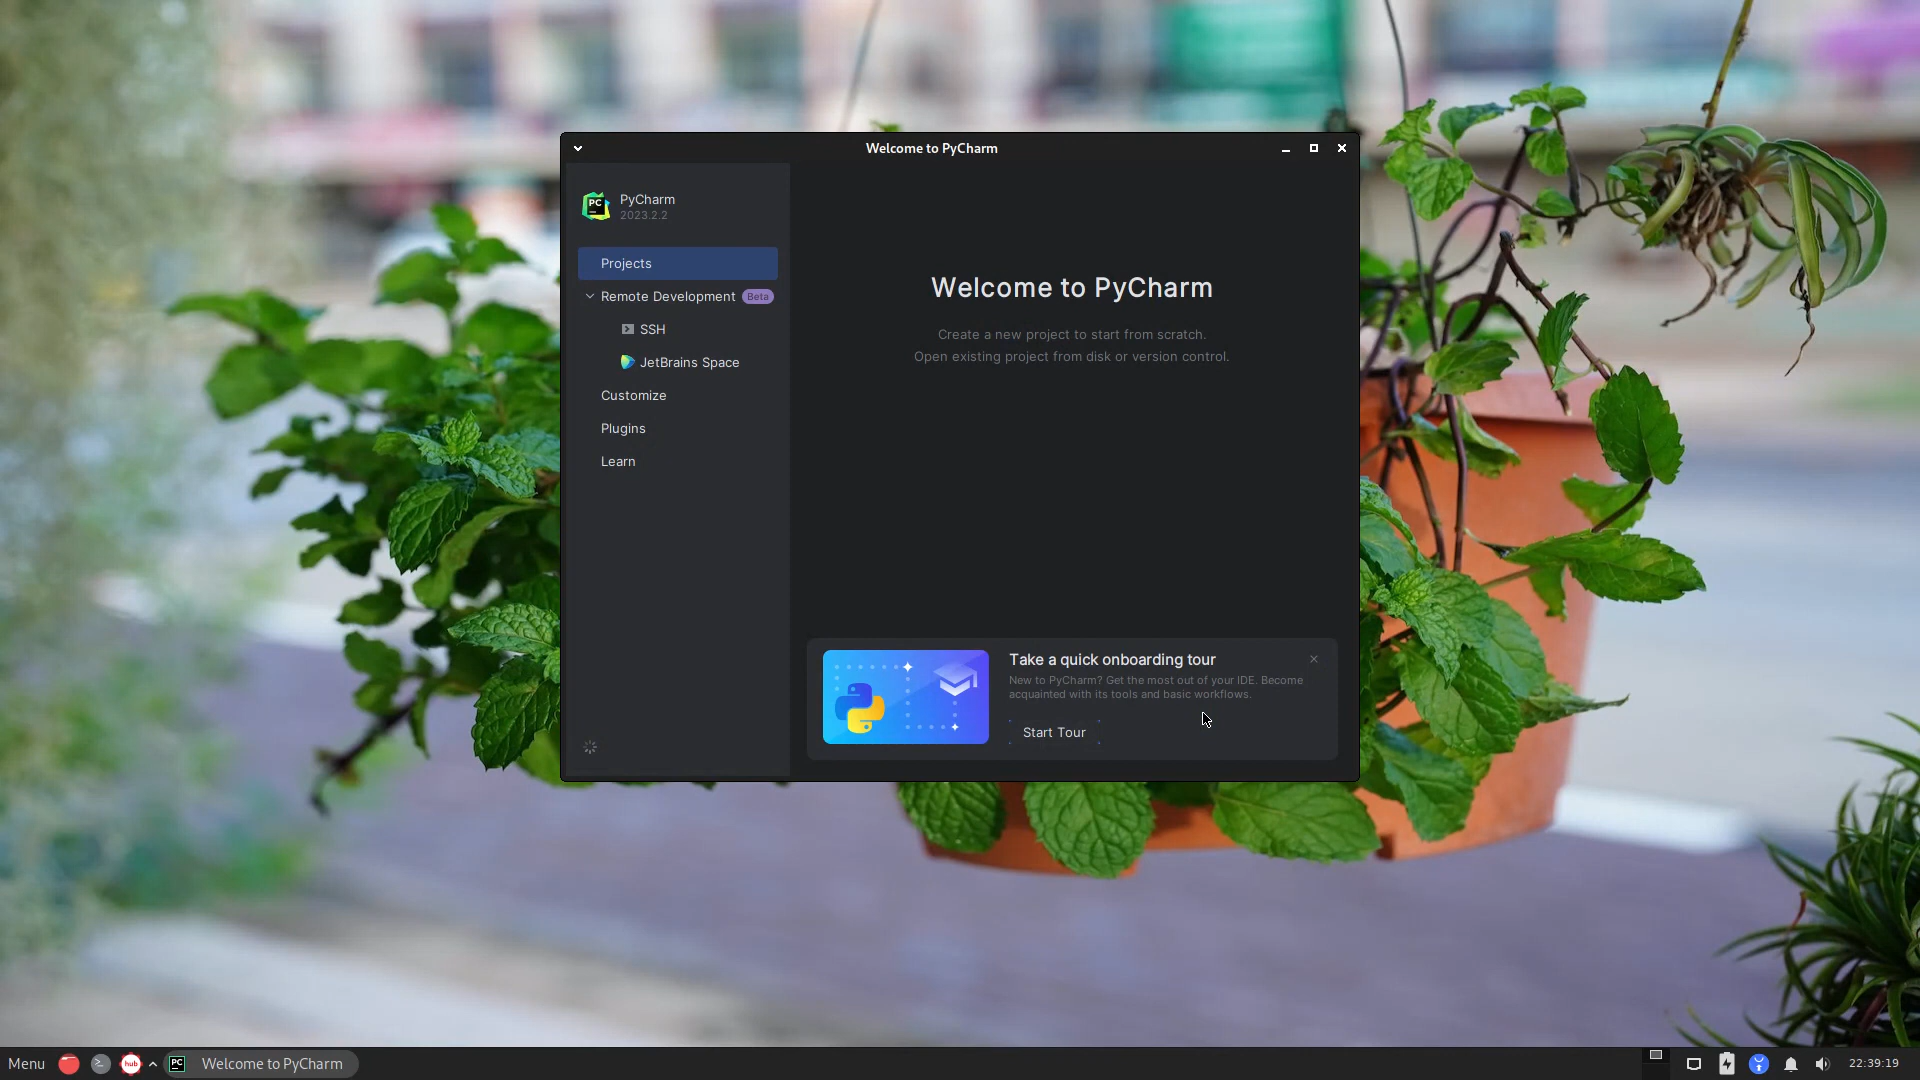 Welcome to PyCharm
PC
PyCharm
2023.2.2
Projects
Remote Development Beta
SSH
JetBrains Space
Customize
Plugins
Learn
Welcome to PyCharm
Create a new project to start from scratch.
Open existing project from disk or version control.
Take a quick onboarding tour
New to PyCharm? Get the most out of your IDE. Become
acquainted with its tools and basic workflows.
Start Tour
Menu
hub
PC
Welcome to PyCharm
22:39:19